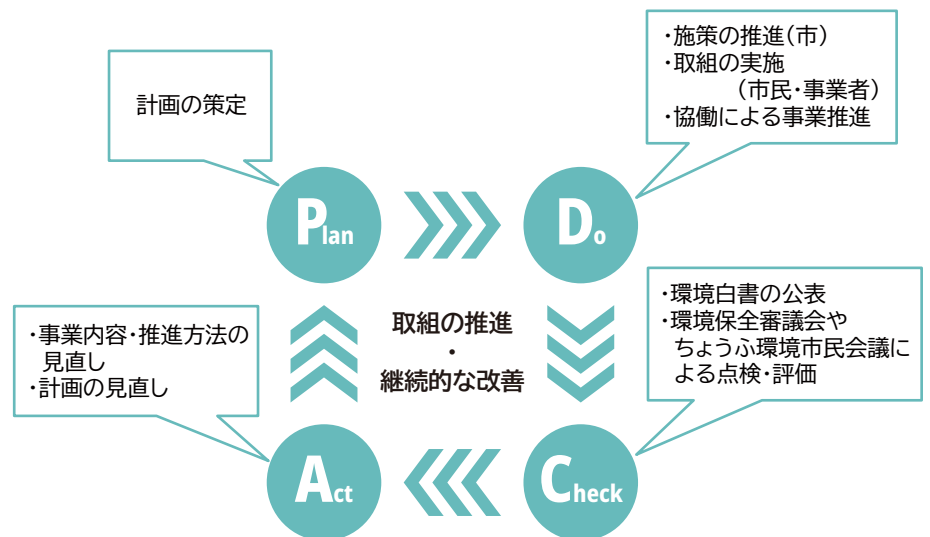 計画の策定
・施策の推進(市)
・取組の実施
(市民・事業者)
・協働による事業推進
Plan
Do
・事業内容・推進方法の
見直し
・計画の見直し
取組の推進
・
継続的な改善
・環境白書の公表
・環境保全審議会や
ちょうふ環境市民会議に
よる点検・評価
Act
Check